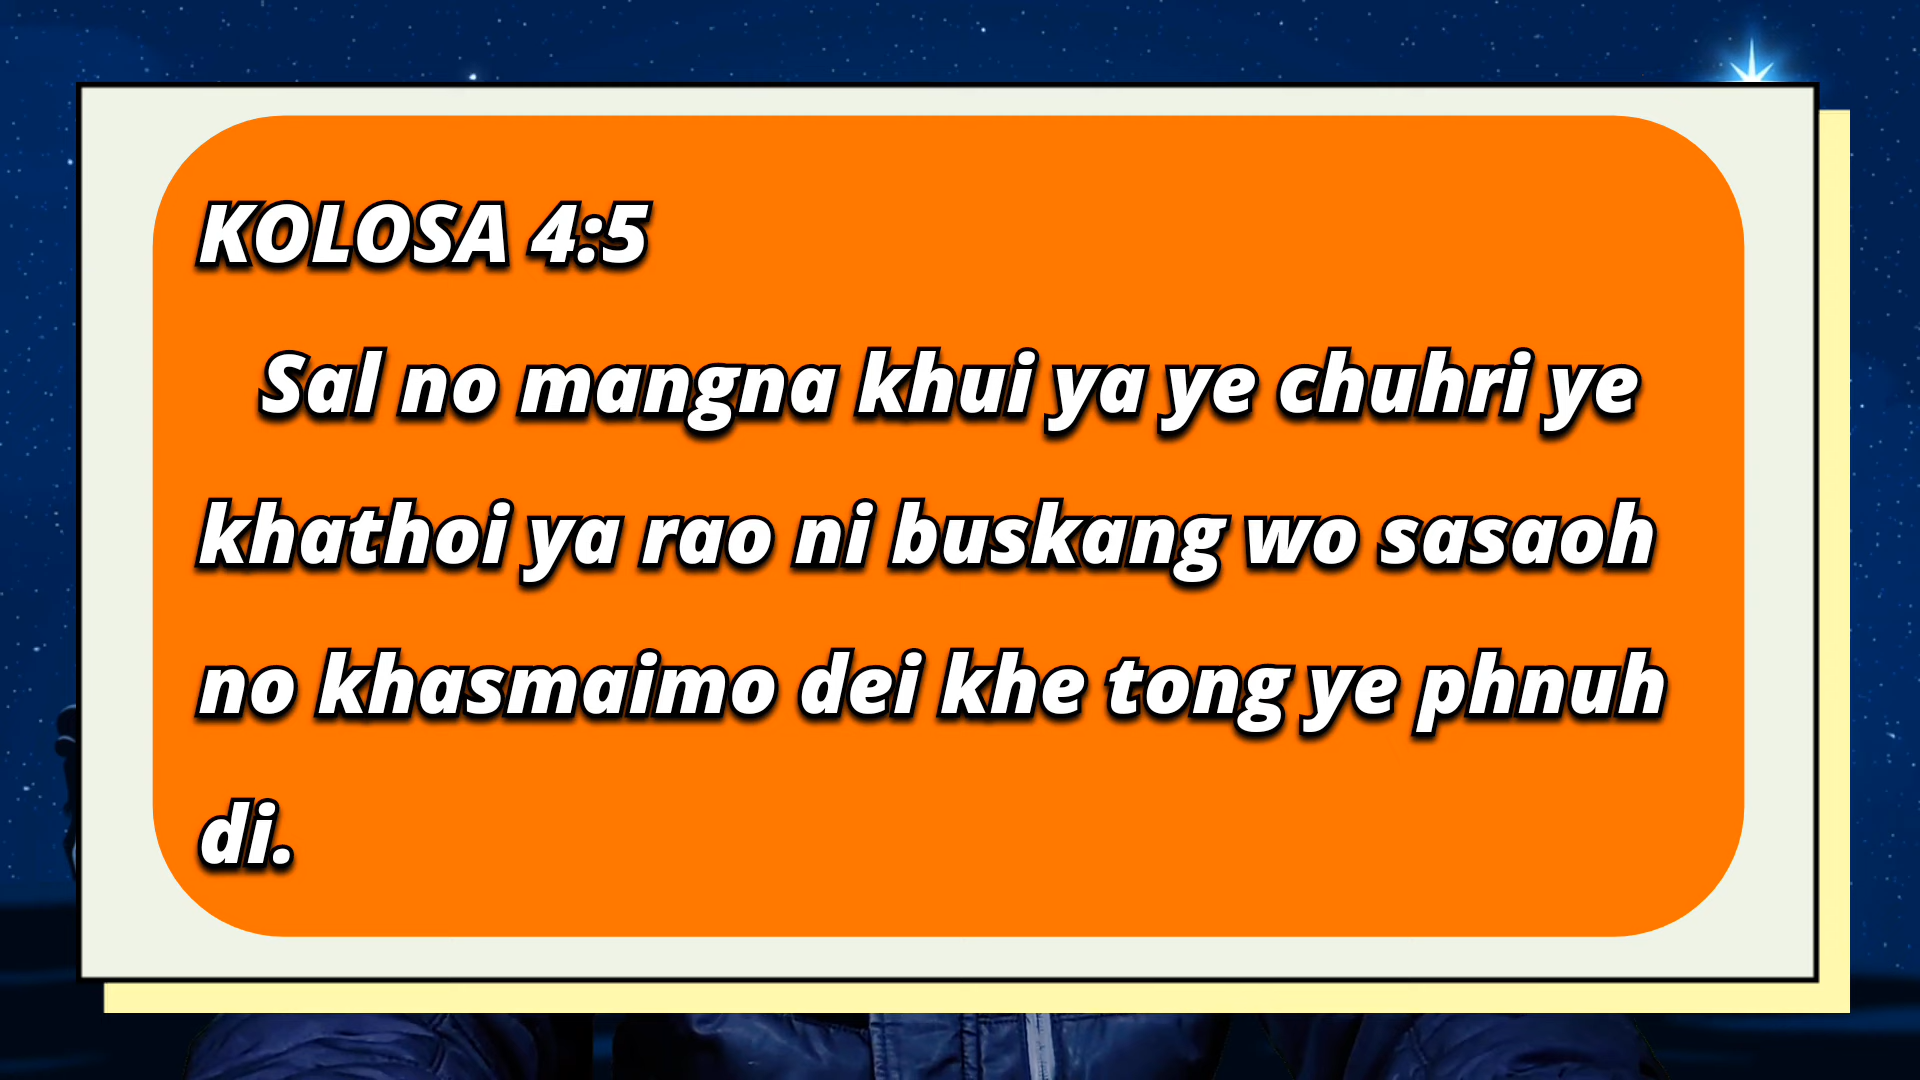 KOLOSA 4:5
Sal no mangna khui ya ye chuhri ye
khathoi ya rao ni buskang wo sasaoh
no khasmaimo dei khe tong ye phnuh
di.